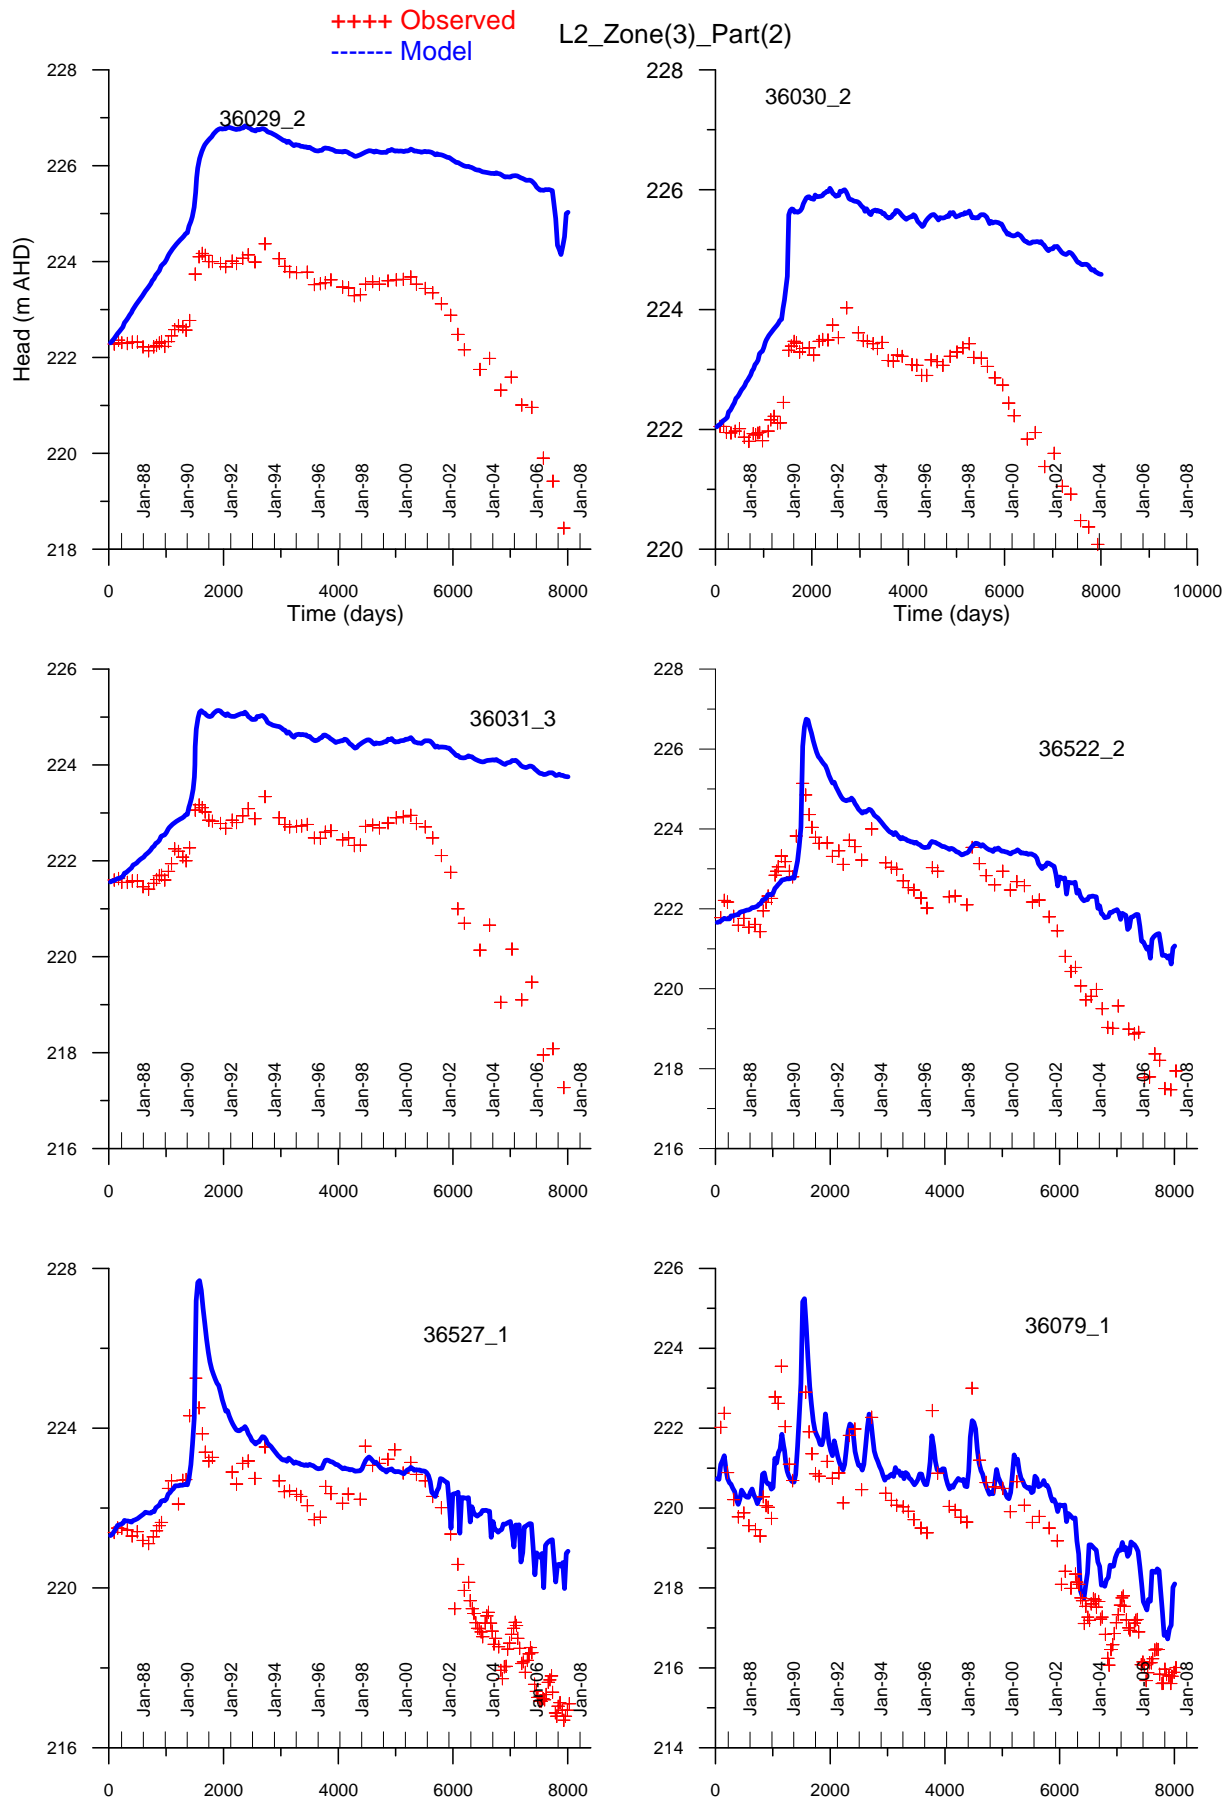 ++++ Observed
L2_Zone(3)_Part(2)
------- Model
228
226
224
222
220
218
Head (m AHD)
36029_2
Jan-88
Jan-90
Jan-92
Jan-94
Jan-96
Jan-98
Jan-00
Jan-02
Jan-04
Jan-06
Jan-08
0 2000 4000 6000 8000
Time (days)
228
226
224
222
220
36030_2
Jan-88
Jan-90
Jan-92
Jan-94
Jan-96
Jan-98
Jan-00
Jan-02
Jan-04
Jan-06
Jan-08
0 2000 4000 6000 8000 10000
Time (days)
226
224
222
220
218
216
36031_3
Jan-88
Jan-90
Jan-92
Jan-94
Jan-96
Jan-98
Jan-00
Jan-02
Jan-04
Jan-06
Jan-08
0 2000 4000 6000 8000
228
226
224
222
220
218
216
36522_2
Jan-88
Jan-90
Jan-92
Jan-94
Jan-96
Jan-98
Jan-00
Jan-02
Jan-04
Jan-06
Jan-08
0 2000 4000 6000 8000
228
224
220
216
36527_1
Jan-88
Jan-90
Jan-92
Jan-94
Jan-96
Jan-98
Jan-00
Jan-02
Jan-04
Jan-06
Jan-08
0 2000 4000 6000 8000
226
224
222
220
218
216
214
36079_1
Jan-88
Jan-90
Jan-92
Jan-94
Jan-96
Jan-98
Jan-00
Jan-02
Jan-04
Jan-06
Jan-08
0 2000 4000 6000 8000